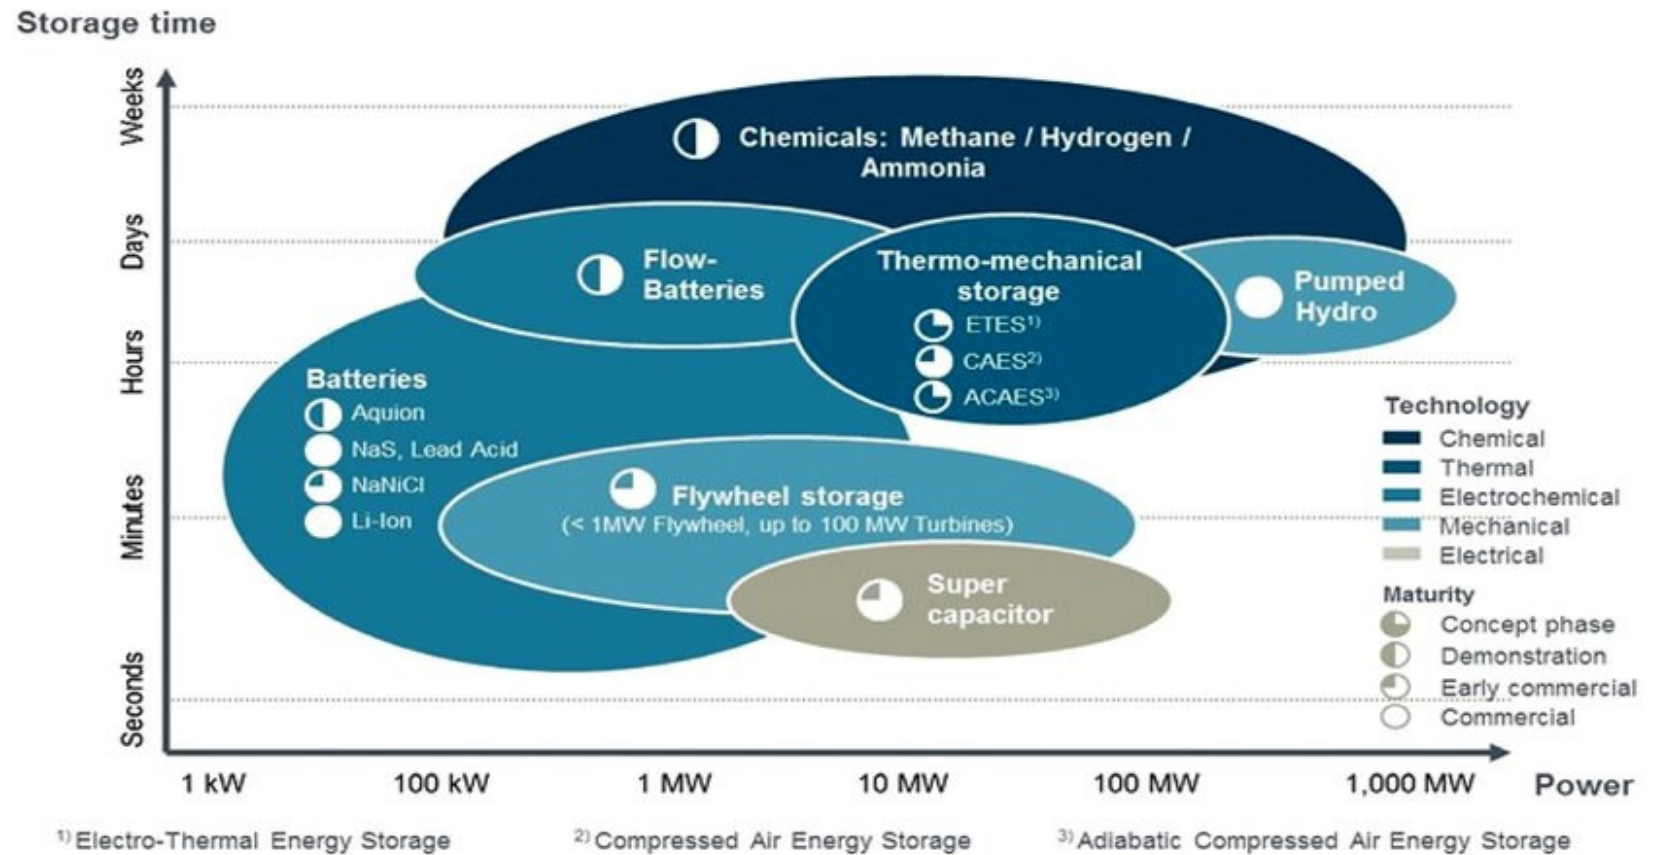 Storage time
Weeks
Days
Hours
Minutes
Seconds
Chemicals: Methane / Hydrogen /
Ammonia
Flow-
Batteries
Thermo-mechanical
storage
ETES1)
CAES2)
ACAES3)
Pumped
Hydro
Batteries
Aquion
NaS, Lead Acid
NaNiCl
Li-Ion
Flywheel storage
(< 1MW Flywheel, up to 100 MW Turbines)
Super
capacitor
Technology
Chemical
Thermal
Electrochemical
Mechanical
Electrical
Maturity
Concept phase
Demonstration
Early commercial
Commercial
1 kW 100 kW 1 MW 10 MW 100 MW 1,000 MW Power
1) Electro-Thermal Energy Storage 2) Compressed Air Energy Storage 3) Adiabatic Compressed Air Energy Storage